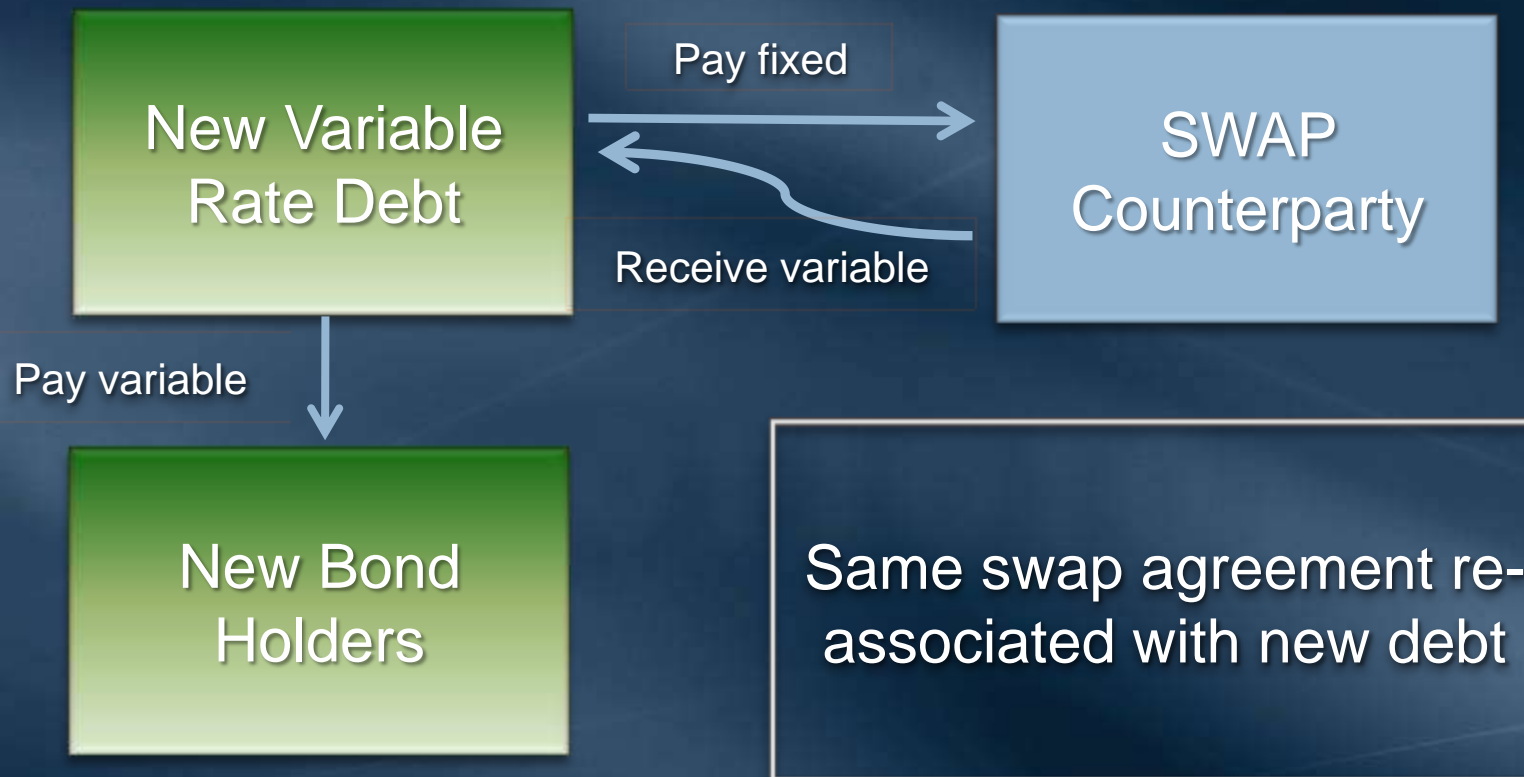 New Variable
Rate Debt
Pay fixed
SWAP
Counterparty
Receive variable
Pay variable
New Bond
Holders
Same swap agreement re-
associated with new debt